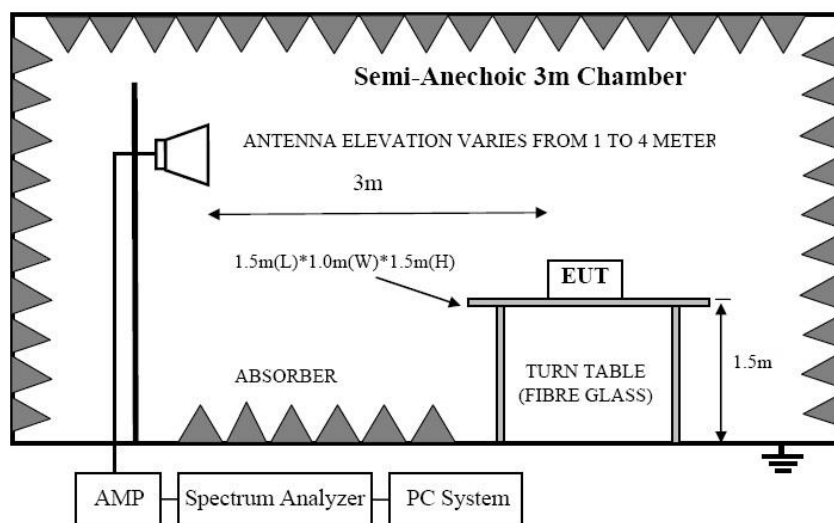 Semi-Anechoic 3m Chamber
ANTENNA ELEVATION VARIES FROM 1 TO 4 METER
3m
1.5m(L)*1.0m(W)*1.5m(H)
EUT
ABSORBER
TURN TABLE
(FIBRE GLASS)
1.5m
AMP
Spectrum Analyzer
PC System